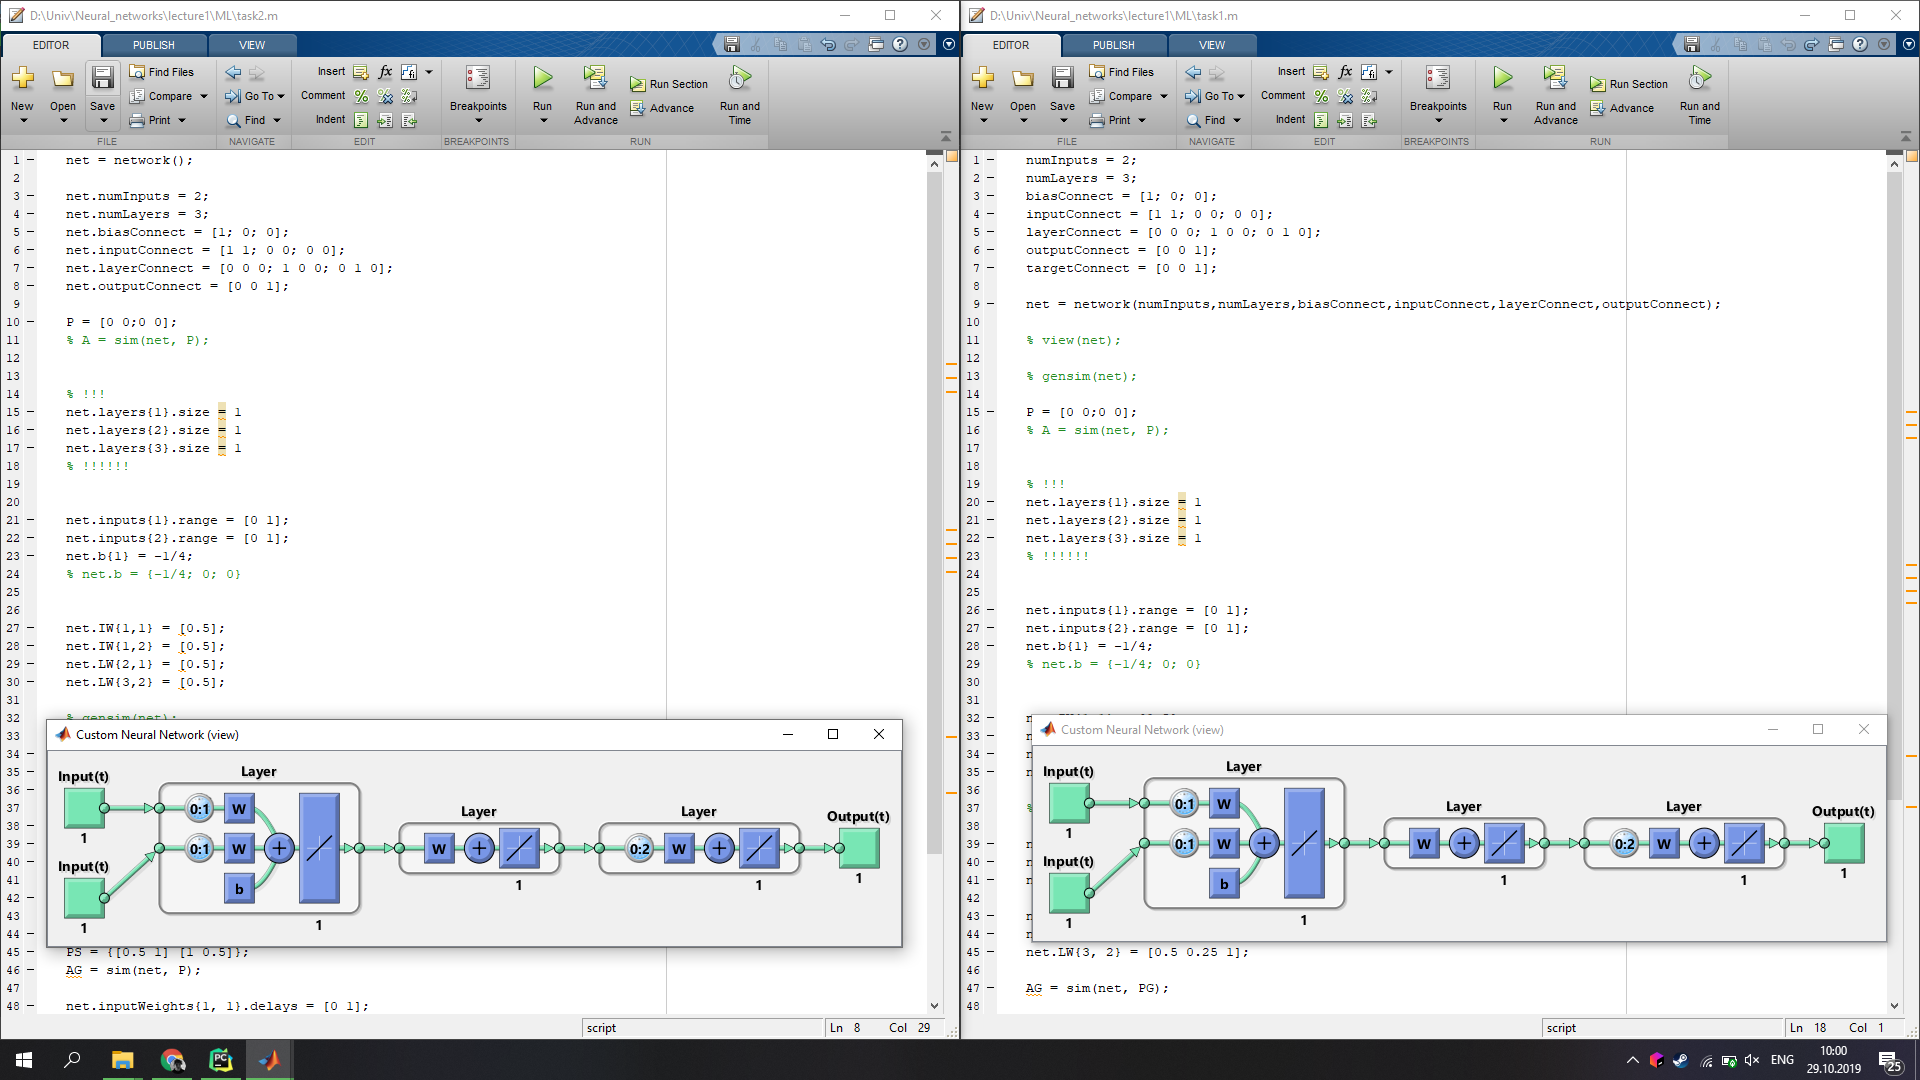 D:\Univ\Neural_networks\lecture1\ML\task2.m
EDITOR PUBLISH VIEW
New Open Save Find Files Compare Print Go To Find Insert Comment Indent Breakpoints Run Run and Advance Run Section Advance Run and Time
FILE NAVIGATE EDIT BREAKPOINTS RUN
1 net = network();
2
3 net.numInputs = 2;
4 net.numLayers = 3;
5 net.biasConnect = [1; 0; 0];
6 net.inputConnect = [1 1; 0 0; 0 0];
7 net.layerConnect = [0 0 0; 1 0 0; 0 1 0];
8 net.outputConnect = [0 0 1];
9
10 P = [0 0;0 0];
11 % A = sim(net, P);
12
13
14 % !!!
15 net.layers{1}.size = 1
16 net.layers{2}.size = 1
17 net.layers{3}.size = 1
18 % !!!!!!
19
20
21 net.inputs{1}.range = [0 1];
22 net.inputs{2}.range = [0 1];
23 net.b{1} = -1/4;
24 % net.b = {-1/4; 0; 0}
25
26
27 net.IW{1,1} = [0.5];
28 net.IW{1,2} = [0.5];
29 net.LW{2,1} = [0.5];
30 net.LW{3,2} = [0.5];
31
32 % gensim(net);
33
34
35
36
37
38
39
40
41
42
43
44
45 PS = {[0.5 1] [1 0.5]};
46 AG = sim(net, P);
47
48 net.inputWeights{1, 1}.delays = [0 1];
Custom Neural Network (view)
Input(t)
1
Input(t)
1
Layer
0:1 W
0:1 W
b
1
Layer
W
1
Layer
0:2 W
1
Output(t)
1
script Ln 8 Col 29
D:\Univ\Neural_networks\lecture1\ML\task1.m
EDITOR PUBLISH VIEW
New Open Save Find Files Compare Print Go To Find Insert Comment Indent Breakpoints Run Run and Advance Run Section Advance Run and Time
FILE NAVIGATE EDIT BREAKPOINTS RUN
1 numInputs = 2;
2 numLayers = 3;
3 biasConnect = [1; 0; 0];
4 inputConnect = [1 1; 0 0; 0 0];
5 layerConnect = [0 0 0; 1 0 0; 0 1 0];
6 outputConnect = [0 0 1];
7 targetConnect = [0 0 1];
8
9 net = network(numInputs,numLayers,biasConnect,inputConnect,layerConnect,outputConnect);
10
11 % view(net);
12
13 % gensim(net);
14
15 P = [0 0;0 0];
16 % A = sim(net, P);
17
18
19 % !!!
20 net.layers{1}.size = 1
21 net.layers{2}.size = 1
22 net.layers{3}.size = 1
23 % !!!!!!
24
25
26 net.inputs{1}.range = [0 1];
27 net.inputs{2}.range = [0 1];
28 net.b{1} = -1/4;
29 % net.b = {-1/4; 0; 0}
30
31
32
33
34
35
36
37
38
39
40
41
42
43
44
45 net.LW{3, 2} = [0.5 0.25 1];
46
47 AG = sim(net, PG);
48
Custom Neural Network (view)
Input(t)
1
Input(t)
1
Layer
0:1 W
0:1 W
b
1
Layer
W
1
Layer
0:2 W
1
Output(t)
1
script Ln 18 Col 1
ENG 10:00
29.10.2019
25